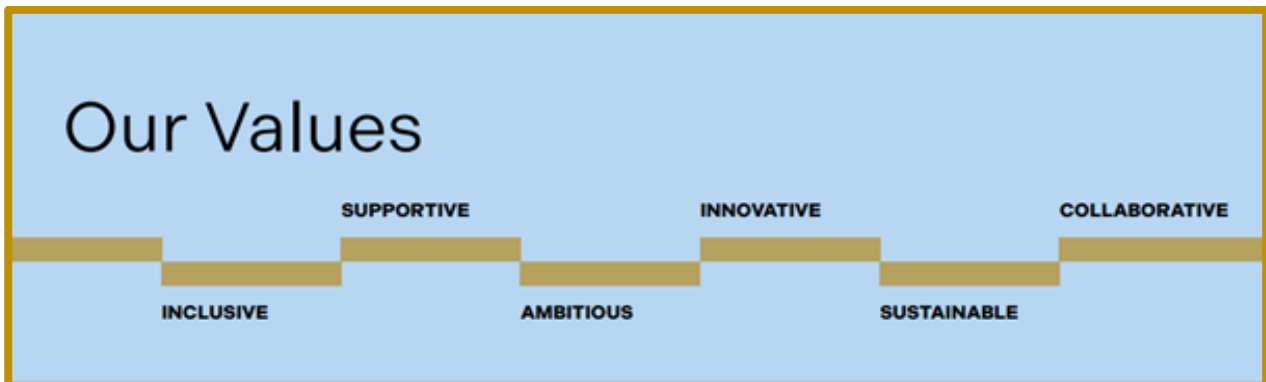 Our Values
SUPPORTIVE INNOVATIVE COLLABORATIVE
INCLUSIVE AMBITIOUS SUSTAINABLE